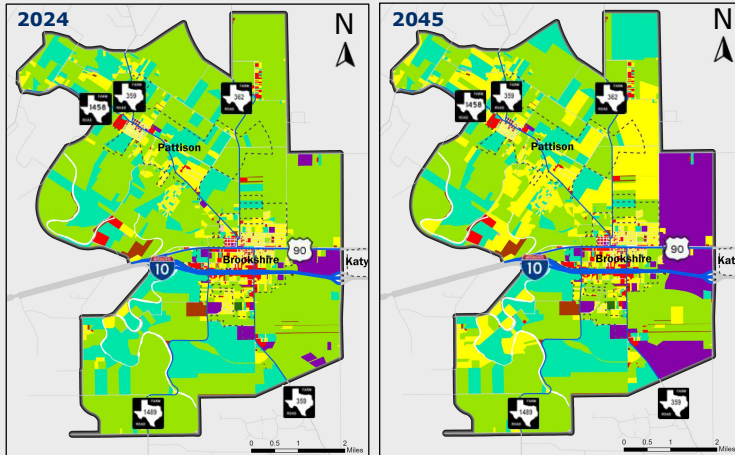 2024
N
FARM
359
ROAD
FARM
1458
ROAD
FARM
362
ROAD
Pattison
90
Brookshire
Katy
INTERSTATE
10
FARM
1489
ROAD
FARM
359
ROAD
0 0.5 1 2
Miles
2045
N
FARM
359
ROAD
FARM
1458
ROAD
FARM
362
ROAD
Pattison
90
Brookshire
Kat
INTERSTATE
10
FARM
1489
ROAD
FARM
359
ROAD
0 0.5 1 2
Miles